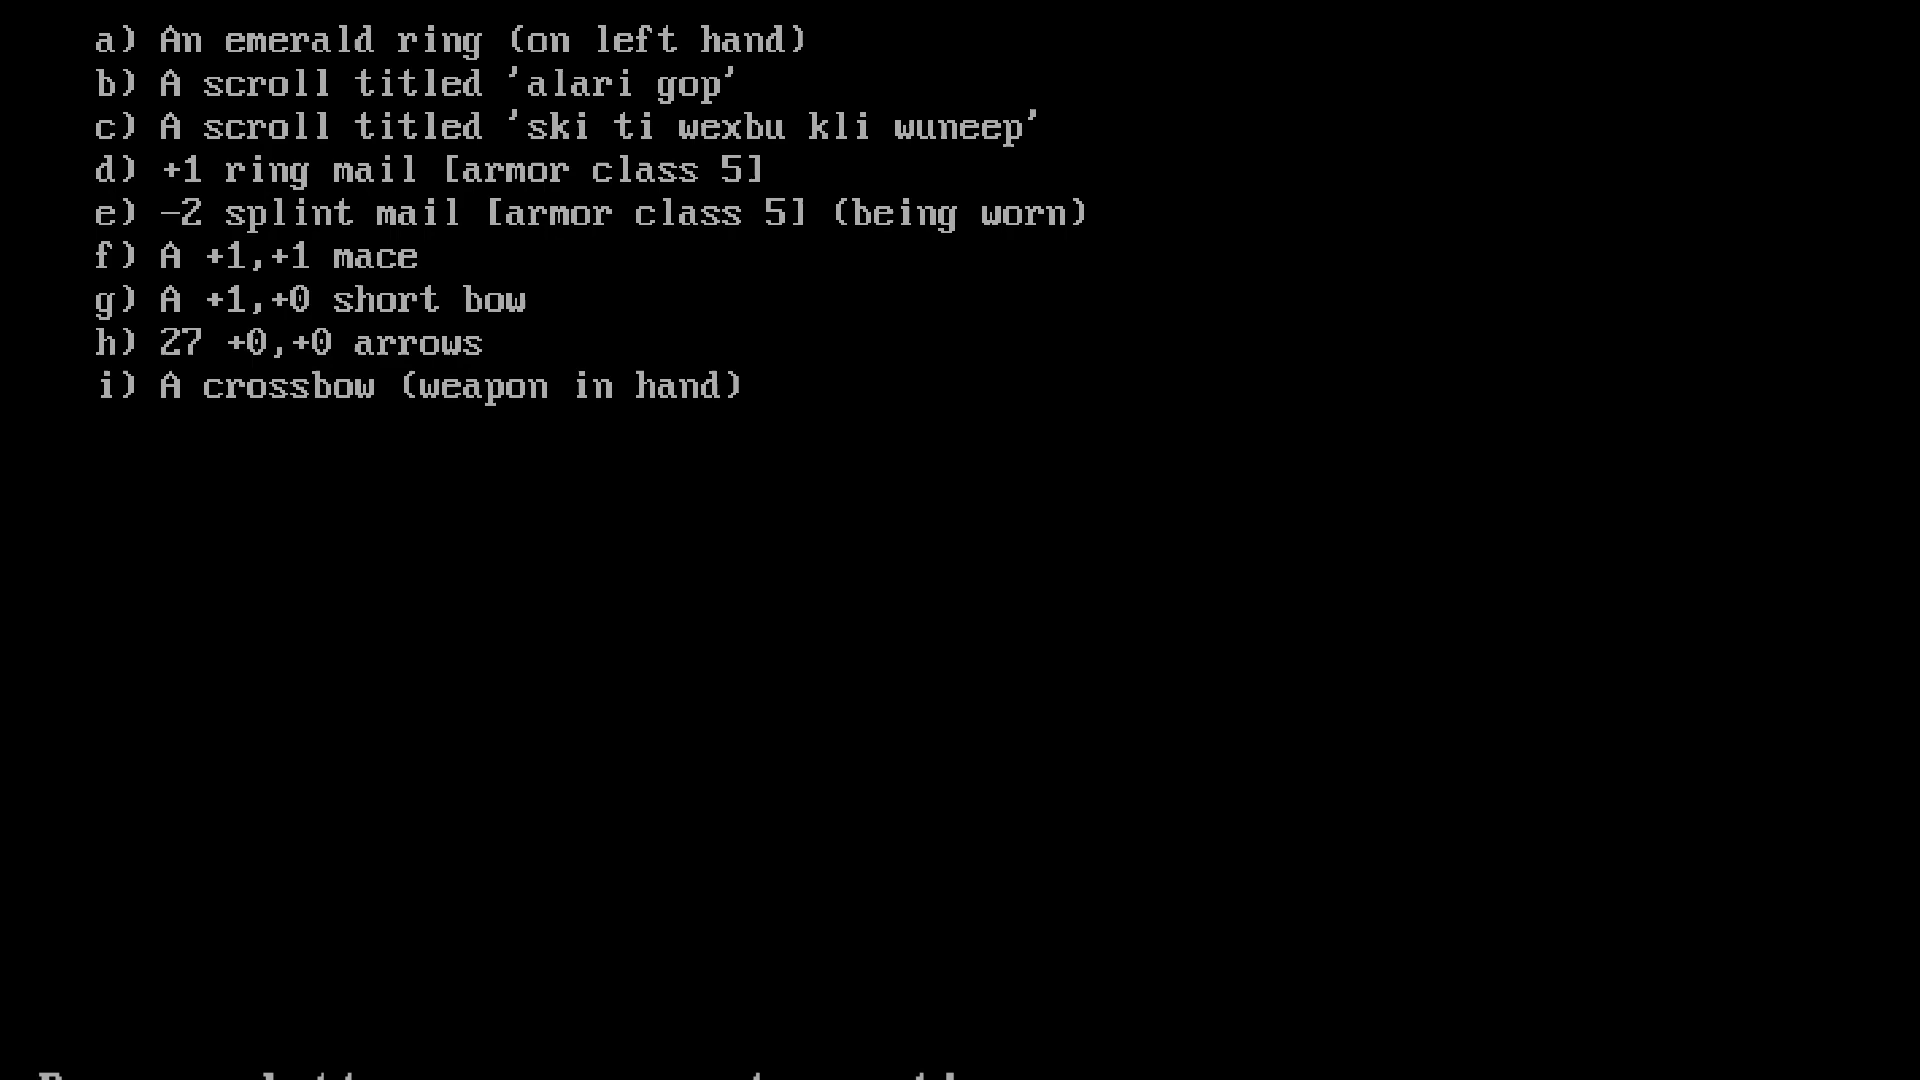 a) An emerald ring (on left hand)
b) A scroll titled 'alari gop'
c) A scroll titled 'ski ti wexbu kli wuneep'
d) +1 ring mail [armor class 5]
e) -2 splint mail [armor class 5] (being worn)
f) A +1,+1 mace
g) A +1,+0 short bow
h) 27 +0,+0 arrows
i) A crossbow (weapon in hand)